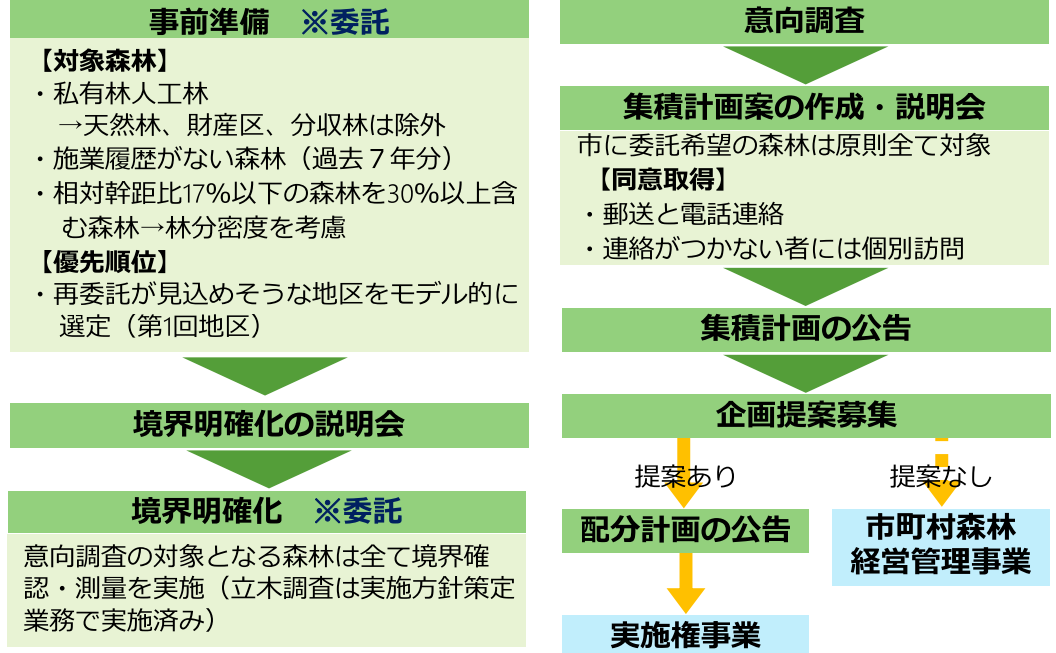 事前準備　※委託
【対象森林】
・私有林人工林
→天然林、財産区、分収林は除外
・施業履歴がない森林（過去７年分）
・相対幹距比17%以下の森林を30%以上含
む森林→林分密度を考慮
【優先順位】
・再委託が見込めそうな地区をモデル的に
選定（第1回地区）
境界明確化の説明会
境界明確化　※委託
意向調査の対象となる森林は全て境界確
認・測量を実施（立木調査は実施方針策定
業務で実施済み）
意向調査
集積計画案の作成・説明会
市に委託希望の森林は原則全て対象
【同意取得】
・郵送と電話連絡
・連絡がつかない者には個別訪問
集積計画の公告
企画提案募集
提案あり
配分計画の公告
実施権事業
提案なし
市町村森林
経営管理事業